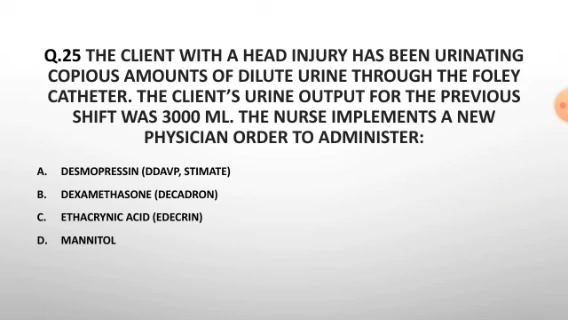 Q.25 THE CLIENT WITH A HEAD INJURY HAS BEEN URINATING
COPIOUS AMOUNTS OF DILUTE URINE THROUGH THE FOLEY
CATHETER. THE CLIENT’S URINE OUTPUT FOR THE PREVIOUS
SHIFT WAS 3000 ML. THE NURSE IMPLEMENTS A NEW
PHYSICIAN ORDER TO ADMINISTER:
A. DESMOPRESSIN (DDAVP, STIMATE)
B. DEXAMETHASONE (DECADRON)
C. ETHACRYNIC ACID (EDECRIN)
D. MANNITOL